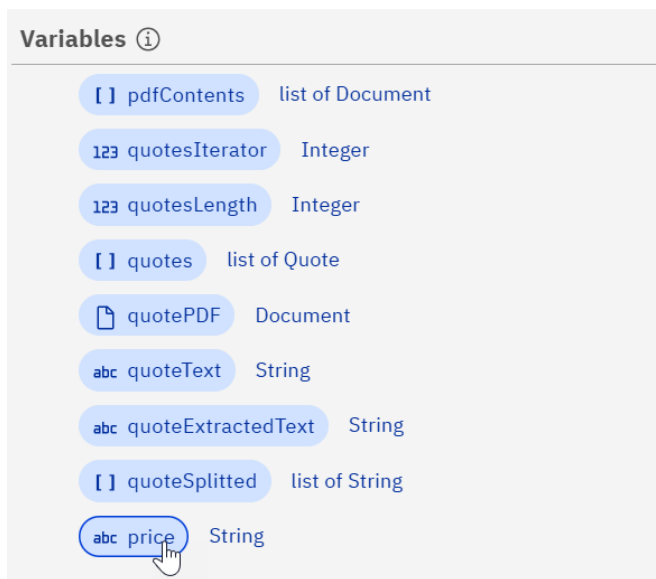 Variables
[ ] pdfContents list of Document
123 quotesIterator Integer
123 quotesLength Integer
[ ] quotes list of Quote
quotePDF Document
abc quoteText String
abc quoteExtractedText String
[ ] quoteSplitted list of String
abc price String